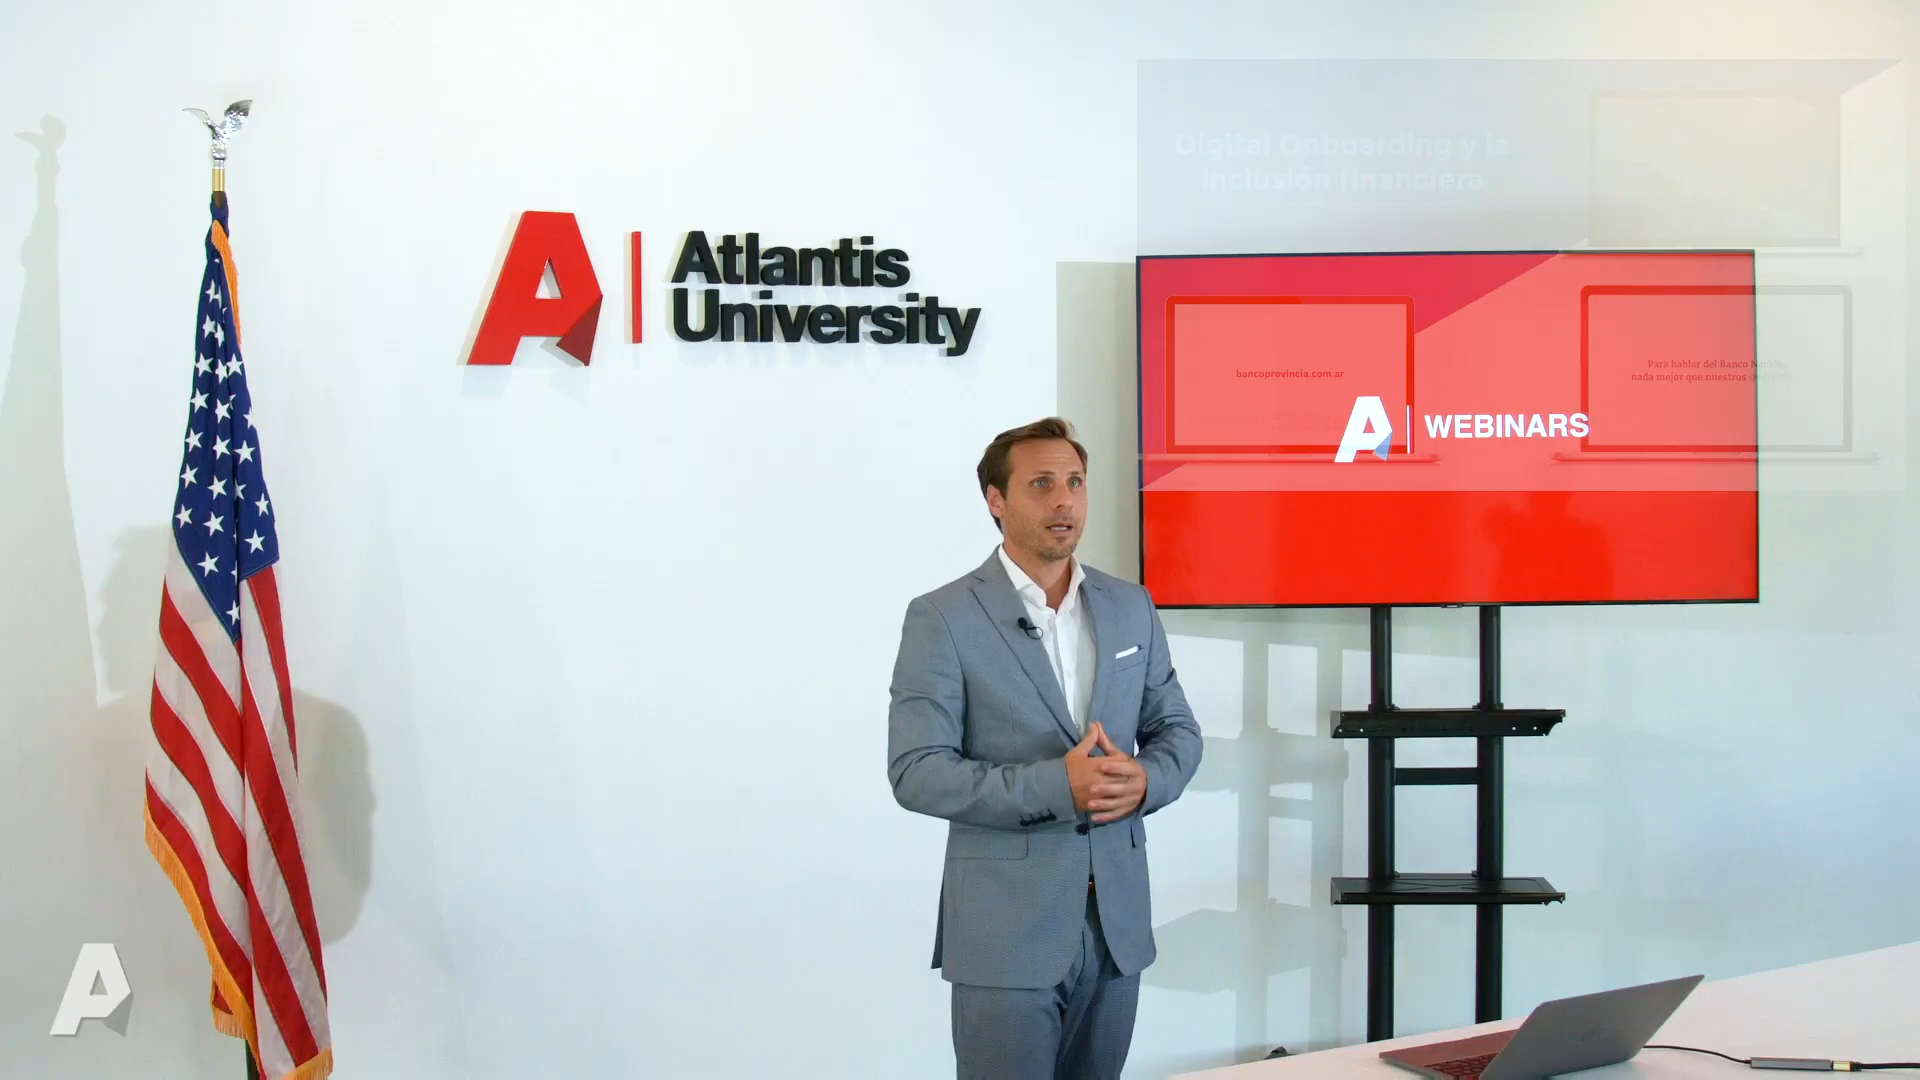 Atlantis
University
Digital Onboarding y la
inclusión financiera
bancoprovincia.com.ar
Para hablar del Banco Nación,
nada mejor que nuestros
WEBINARS